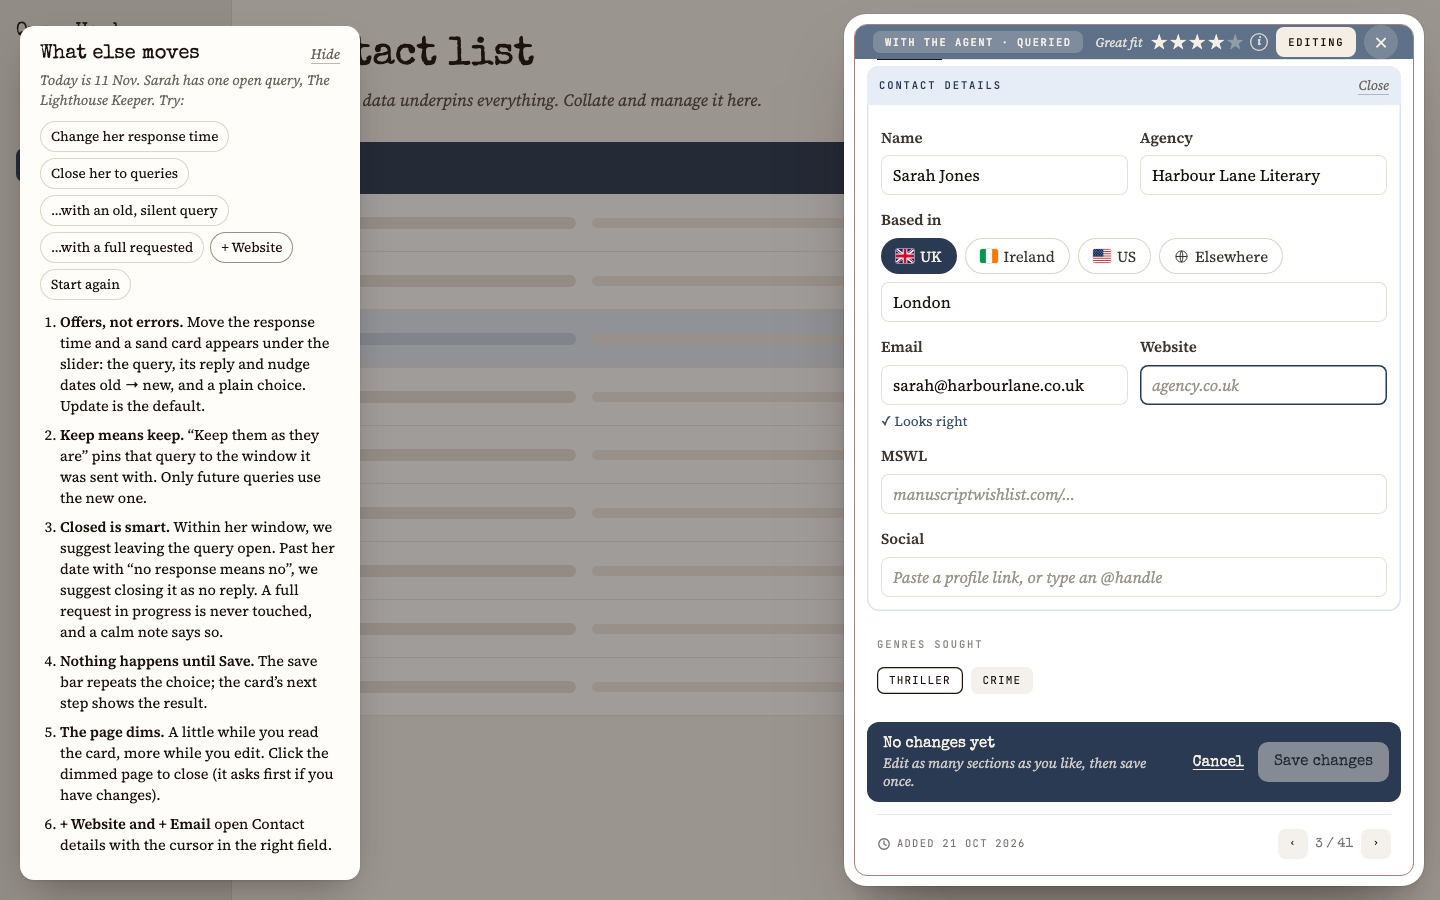 What else moves
Hide
Today is 11 Nov. Sarah has one open query, The
Lighthouse Keeper. Try:
Change her response time
Close her to queries
…with an old, silent query
…with a full requested
+ Website
Start again
1. Offers, not errors. Move the response
time and a sand card appears under the
slider: the query, its reply and nudge
dates old → new, and a plain choice.
Update is the default.
2. Keep means keep. “Keep them as they
are” pins that query to the window it
was sent with. Only future queries use
the new one.
3. Closed is smart. Within her window, we
suggest leaving the query open. Past her
date with “no response means no”, we
suggest closing it as no reply. A full
request in progress is never touched,
and a calm note says so.
4. Nothing happens until Save. The save
bar repeats the choice; the card’s next
step shows the result.
5. The page dims. A little while you read
the card, more while you edit. Click the
dimmed page to close (it asks first if you
have changes).
6. + Website and + Email open Contact
details with the cursor in the right field.
tact list
data underpins everything. Collate and manage it here.
WITH THE AGENT · QUERIED
Great fit ★★★★★
i
EDITING
✕
CONTACT DETAILS
Close
Name
Agency
Sarah Jones
Harbour Lane Literary
Based in
UK
Ireland
US
Elsewhere
London
Email
Website
sarah@harbourlane.co.uk
agency.co.uk
✓ Looks right
MSWL
manuscriptwishlist.com/…
Social
Paste a profile link, or type an @handle
GENRES SOUGHT
THRILLER
CRIME
No changes yet
Edit as many sections as you like, then save
once.
Cancel
Save changes
ADDED 21 OCT 2026
‹
3 / 41
›